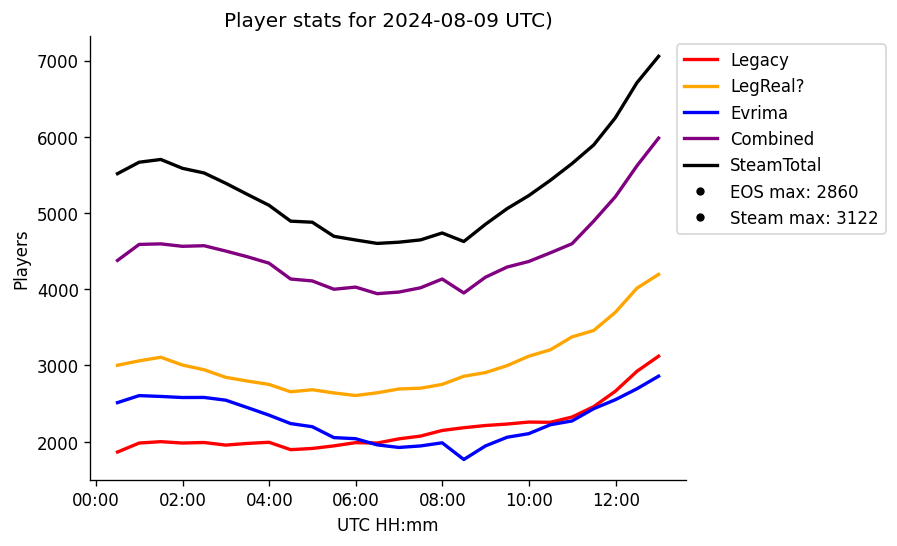 Player stats for 2024-08-09 UTC)
7000
6000
5000
4000
3000
2000
Players
00:00 02:00 04:00 06:00 08:00 10:00 12:00
UTC HH:mm
Legacy
LegReal?
Evrima
Combined
SteamTotal
EOS max: 2860
Steam max: 3122